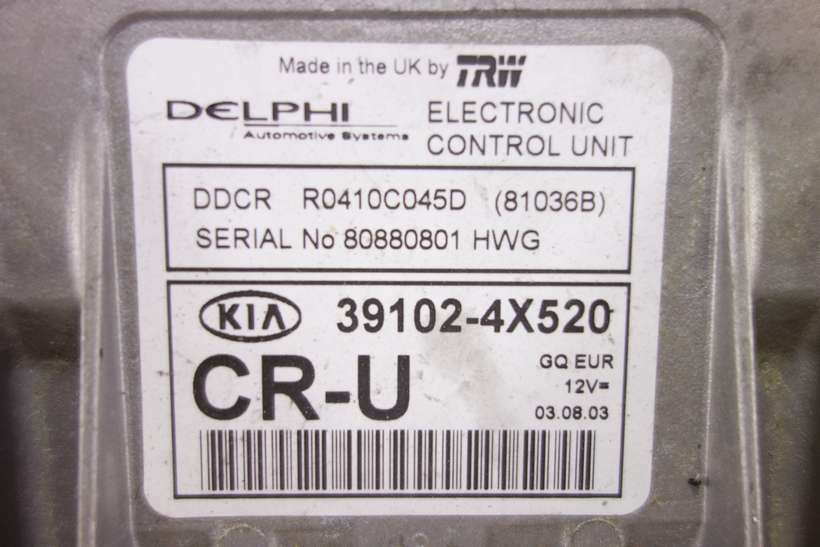 Made in the UK by TRW
DELPHI
Automotive Systems
ELECTRONIC
CONTROL UNIT
DDCR R0410C045D (81036B)
SERIAL No 80880801 HWG
KIA 39102-4X520
CR-U
GQ EUR
12V=
03.08.03